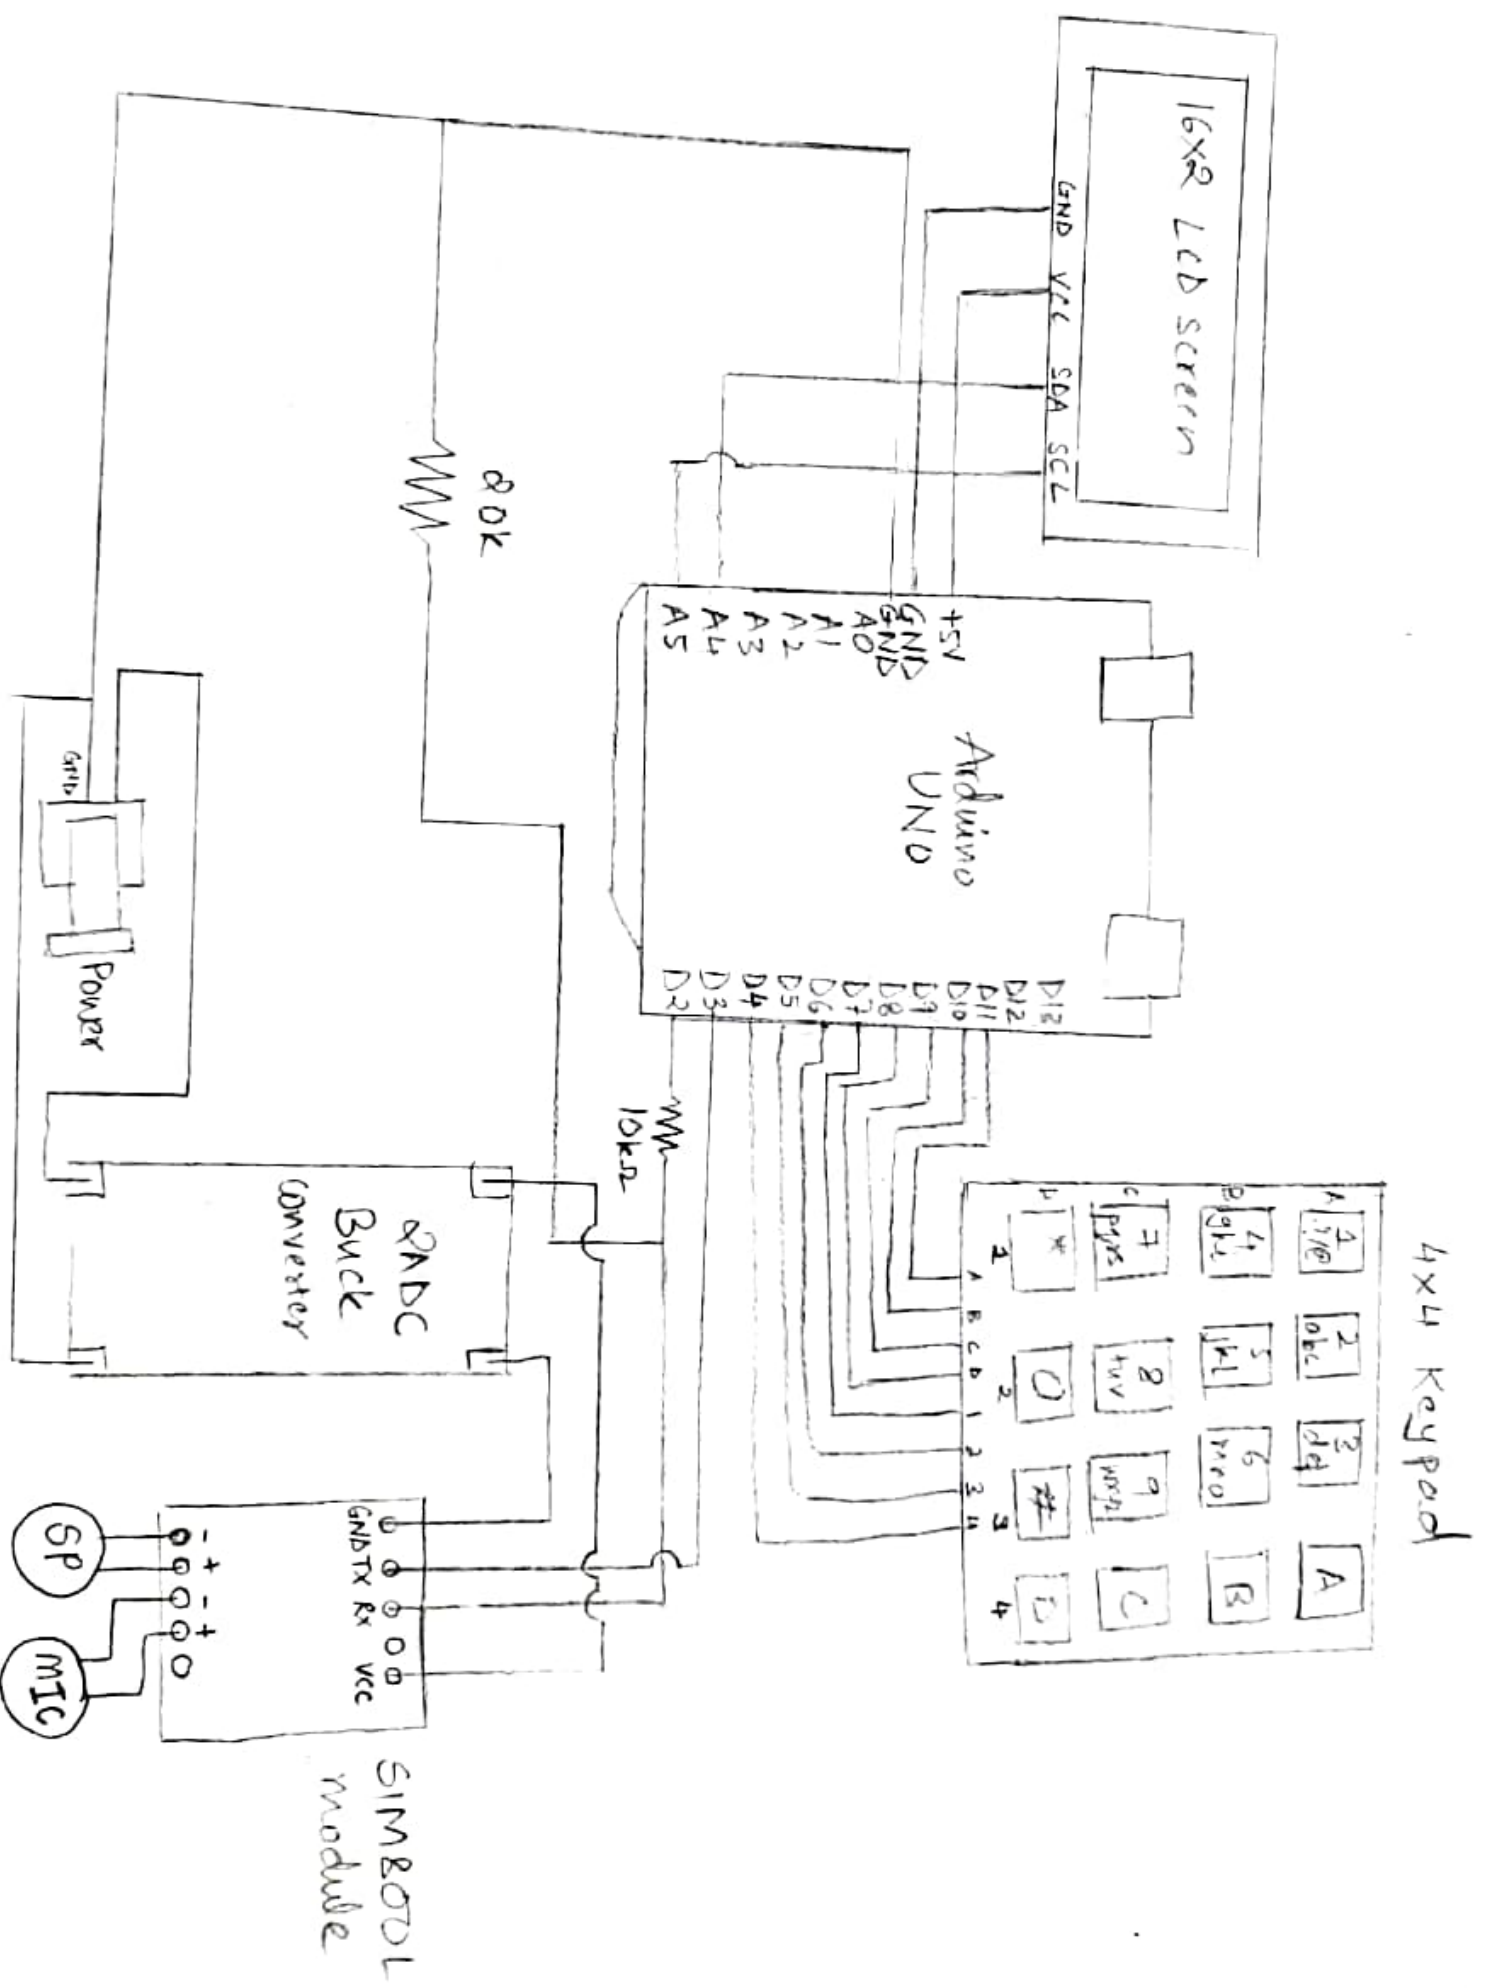 16x2 LCD Screen
GND VCC SDA SCL
20k
+5V
GND
GND
A0
A1
A2
A3
A4
A5
Arduino
UNO
D13
D12
A11
D10
D9
D8
D7
D6
D5
D4
D3
D2
10kΩ
GND
Power
2ADC
Buck
Converter
4x4 Keypad
A
1
2
abc
3
A
B
4
ghi
5
jkl
6
mno
B
C
7
pqrs
8
tuv
9
wxyz
C
D
*
0
#
D
1
2
3
4
A B C D 1 2 3 4
GND TX RX VCC
- + - +
SP
MIC
SIM800L
module